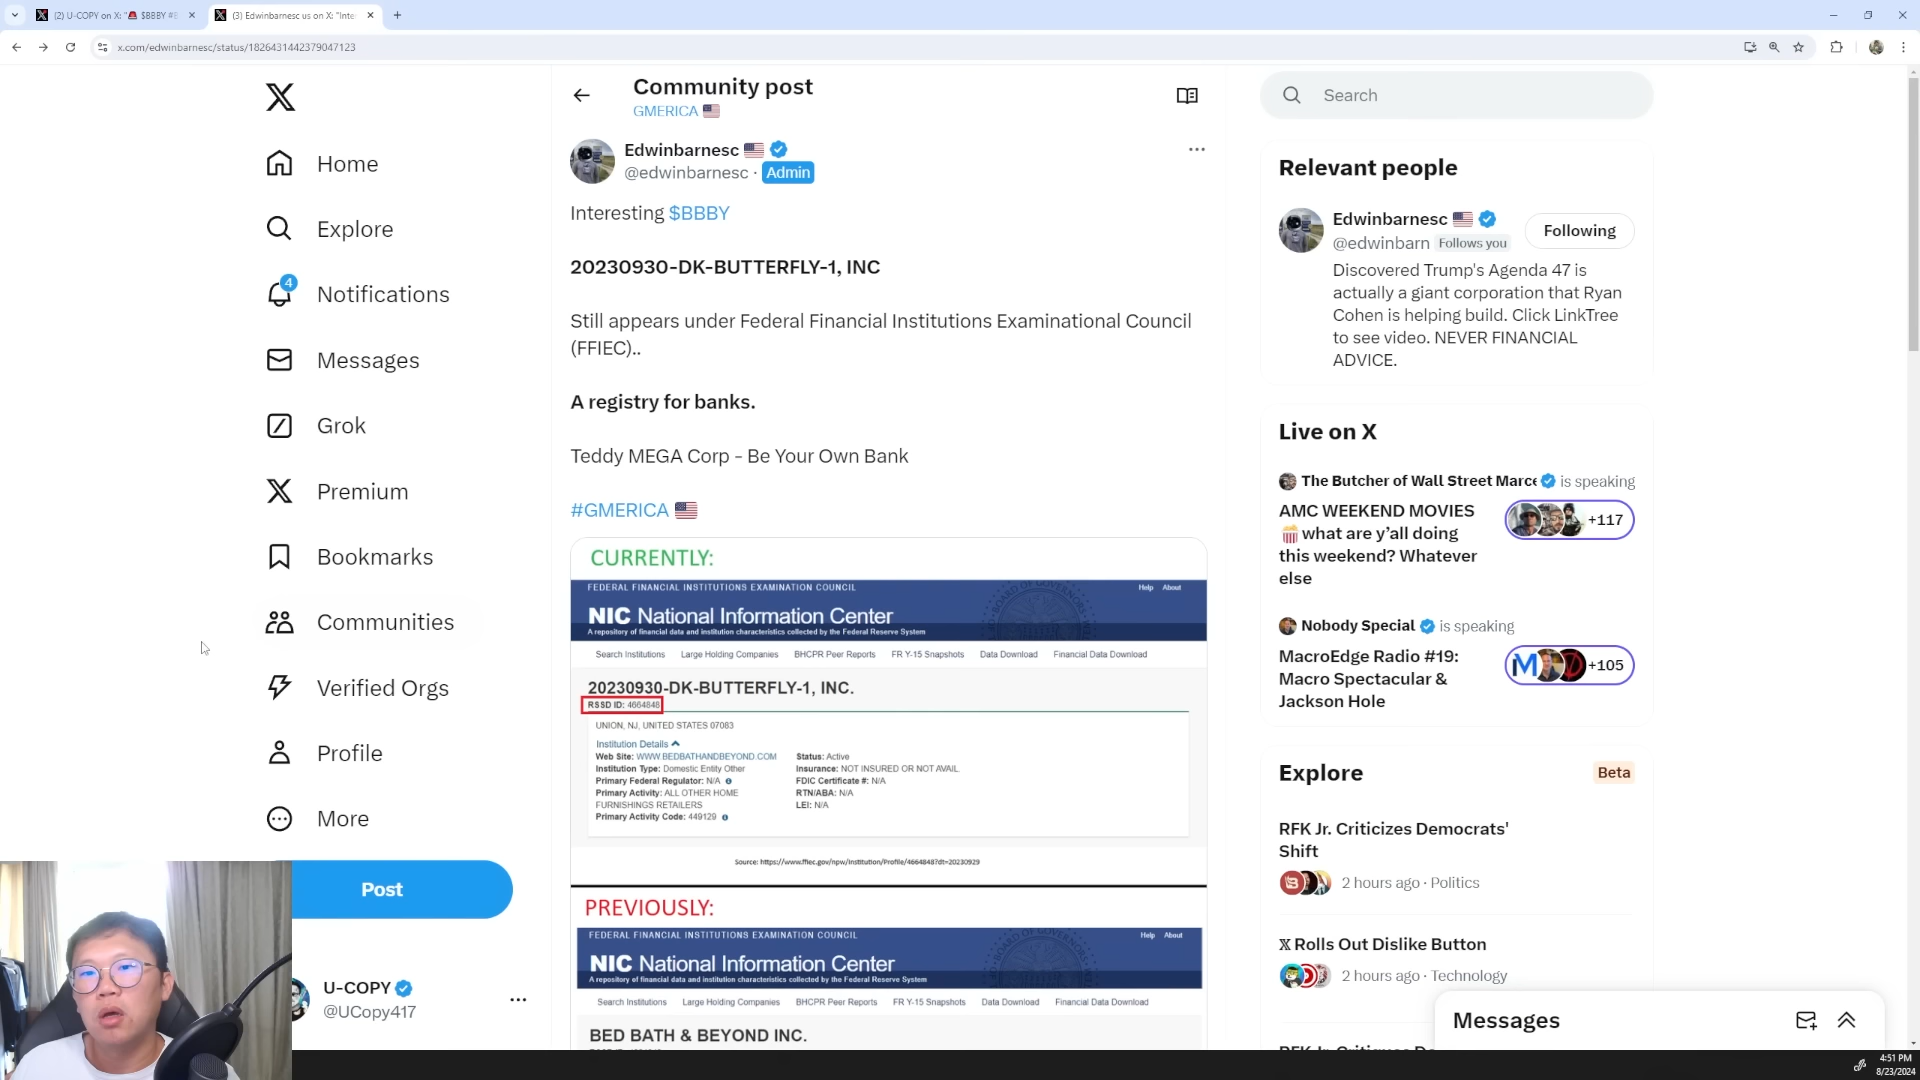 (2) U-COPY on X: "🚨 $BBBY #E
(3) Edwinbarnesc us on X: "Inte
x.com/edwinbarnesc/status/1826431442379047123
Home
Explore
4
Notifications
Messages
Grok
Premium
Bookmarks
Communities
Verified Orgs
Profile
More
Post
U-COPY
@UCopy417
Community post
GMERICA 🇺🇸
Edwinbarnesc 🇺🇸
@edwinbarnesc · Admin
Interesting $BBBY
20230930-DK-BUTTERFLY-1, INC
Still appears under Federal Financial Institutions Examinational Council
(FFIEC)..
A registry for banks.
Teddy MEGA Corp - Be Your Own Bank
#GMERICA 🇺🇸
CURRENTLY:
FEDERAL FINANCIAL INSTITUTIONS EXAMINATION COUNCIL
Help About
NIC National Information Center
A repository of financial data and institution characteristics collected by the Federal Reserve System
Search Institutions Large Holding Companies BHCPR Peer Reports FR Y-15 Snapshots Data Download Financial Data Download
20230930-DK-BUTTERFLY-1, INC.
RSSD ID: 4664848
UNION, NJ, UNITED STATES 07083
Institution Details
Web Site: WWW.BEDBATHANDBEYOND.COM
Institution Type: Domestic Entity Other
Primary Federal Regulator: N/A
Primary Activity: ALL OTHER HOME
FURNISHINGS RETAILERS
Primary Activity Code: 449129
Status: Active
Insurance: NOT INSURED OR NOT AVAIL.
FDIC Certificate #: N/A
RTN/ABA: N/A
LEI: N/A
Source: https://www.ffiec.gov/npw/Institution/Profile/4664848?dt=20230929
PREVIOUSLY:
FEDERAL FINANCIAL INSTITUTIONS EXAMINATION COUNCIL
Help About
NIC National Information Center
A repository of financial data and institution characteristics collected by the Federal Reserve System
Search Institutions Large Holding Companies BHCPR Peer Reports FR Y-15 Snapshots Data Download Financial Data Download
BED BATH & BEYOND INC.
Search
Relevant people
Edwinbarnesc 🇺🇸
@edwinbarn Follows you
Following
Discovered Trump's Agenda 47 is
actually a giant corporation that Ryan
Cohen is helping build. Click LinkTree
to see video. NEVER FINANCIAL
ADVICE.
Live on X
The Butcher of Wall Street Marce is speaking
AMC WEEKEND MOVIES
🍿what are y'all doing
this weekend? Whatever
else
+117
Nobody Special is speaking
MacroEdge Radio #19:
Macro Spectacular &
Jackson Hole
+105
Explore
Beta
RFK Jr. Criticizes Democrats'
Shift
2 hours ago · Politics
𝕏 Rolls Out Dislike Button
2 hours ago · Technology
Messages
4:51 PM
8/23/2024